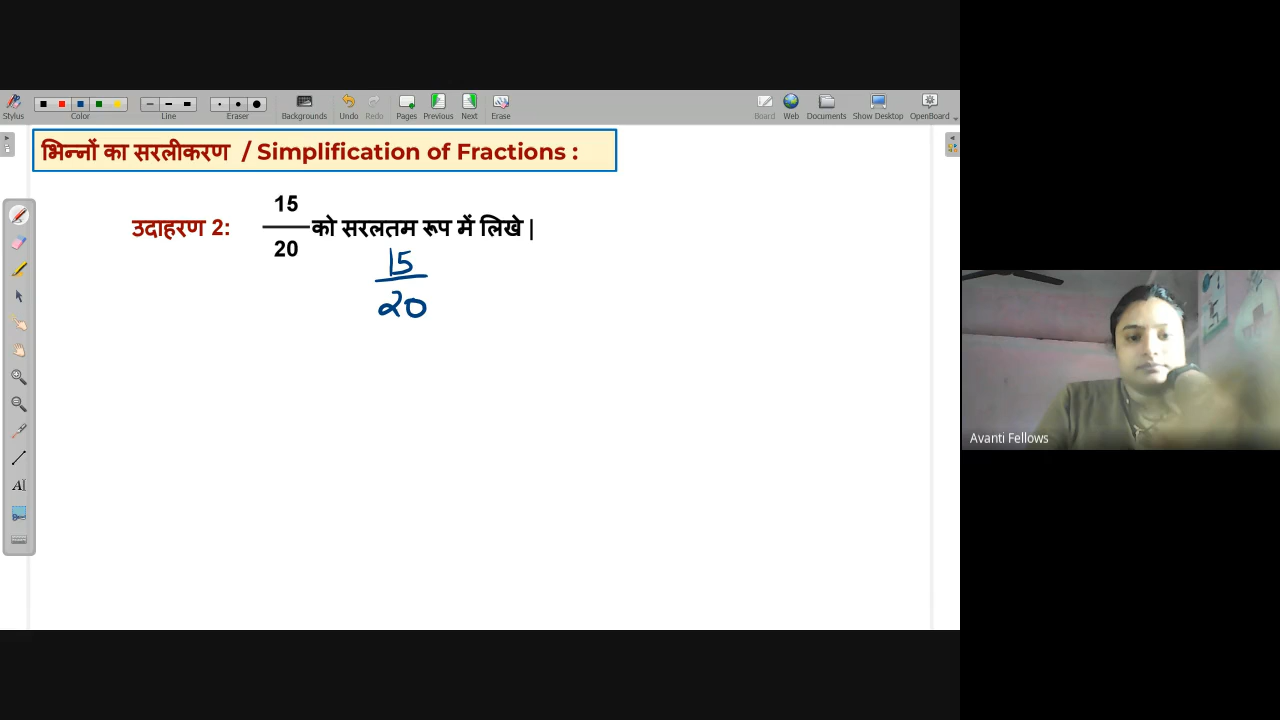 Stylus Color Line Eraser Backgrounds Undo Redo Pages Previous Next Erase Board Web Documents Show Desktop OpenBoard
भिन्नों का सरलीकरण / Simplification of Fractions :
उदाहरण 2: 15/20 को सरलतम रूप में लिखे |
15
20
Avanti Fellows